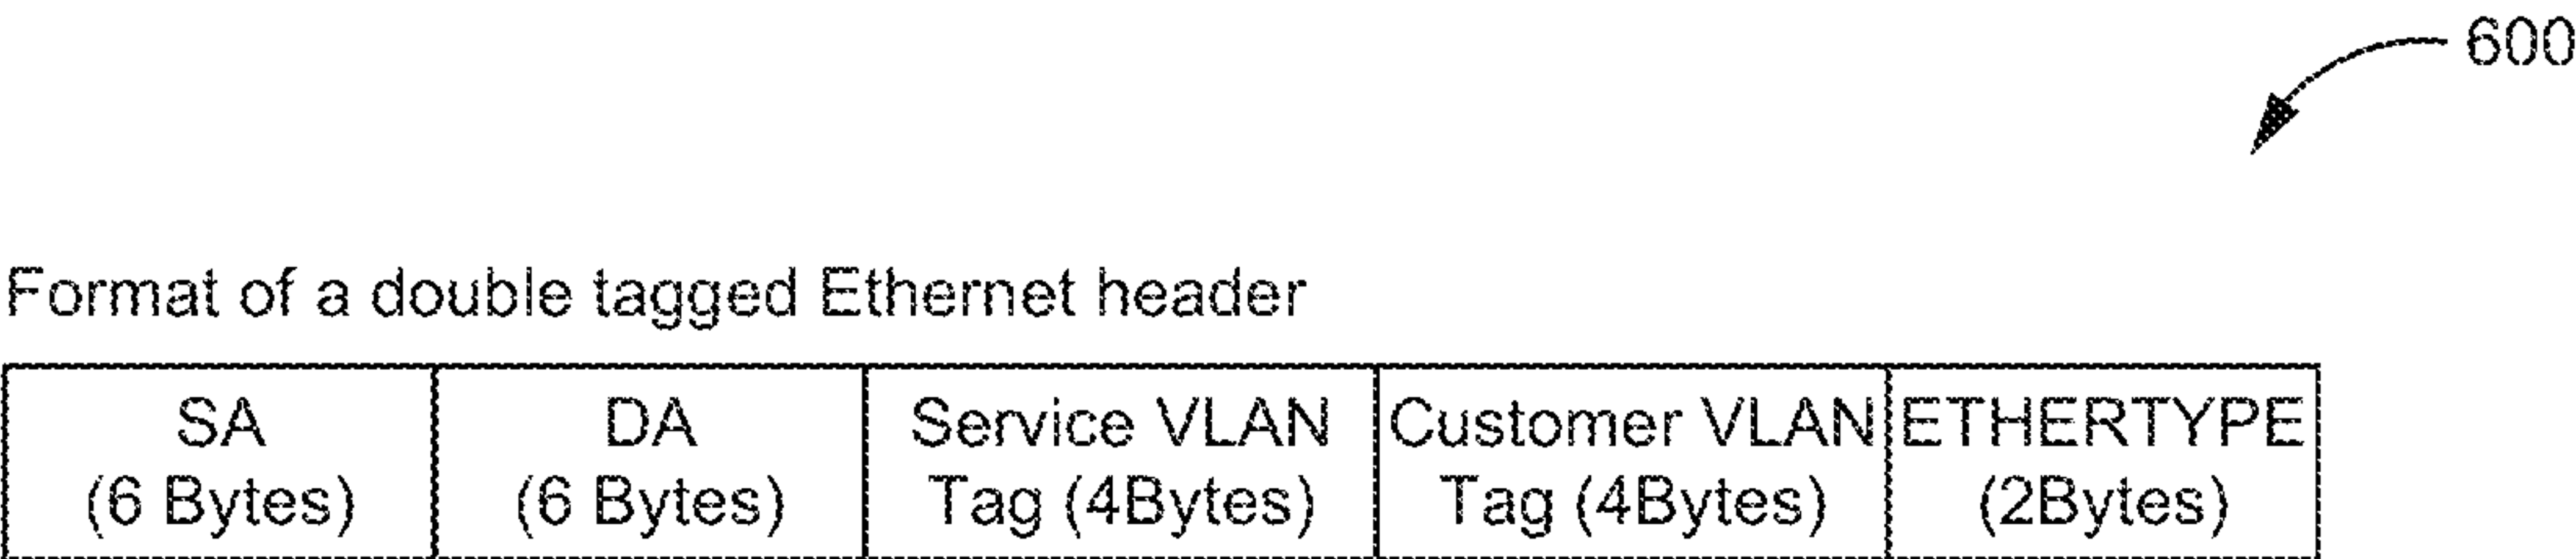 600
Format of a double tagged Ethernet header
SA
(6 Bytes)
DA
(6 Bytes)
Service VLAN
Tag (4Bytes)
Customer VLAN
Tag (4Bytes)
ETHERTYPE
(2Bytes)